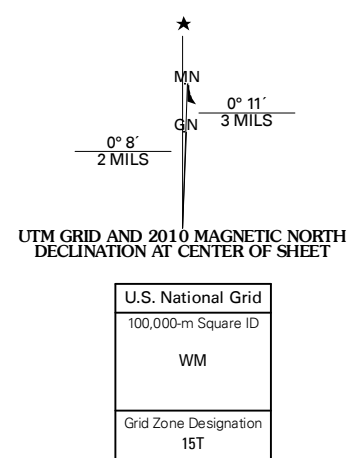 MN
0° 11´
3 MILS
GN
0° 8´
2 MILS
UTM GRID AND 2010 MAGNETIC NORTH
DECLINATION AT CENTER OF SHEET
U.S. National Grid
100,000-m Square ID
WM
Grid Zone Designation
15T